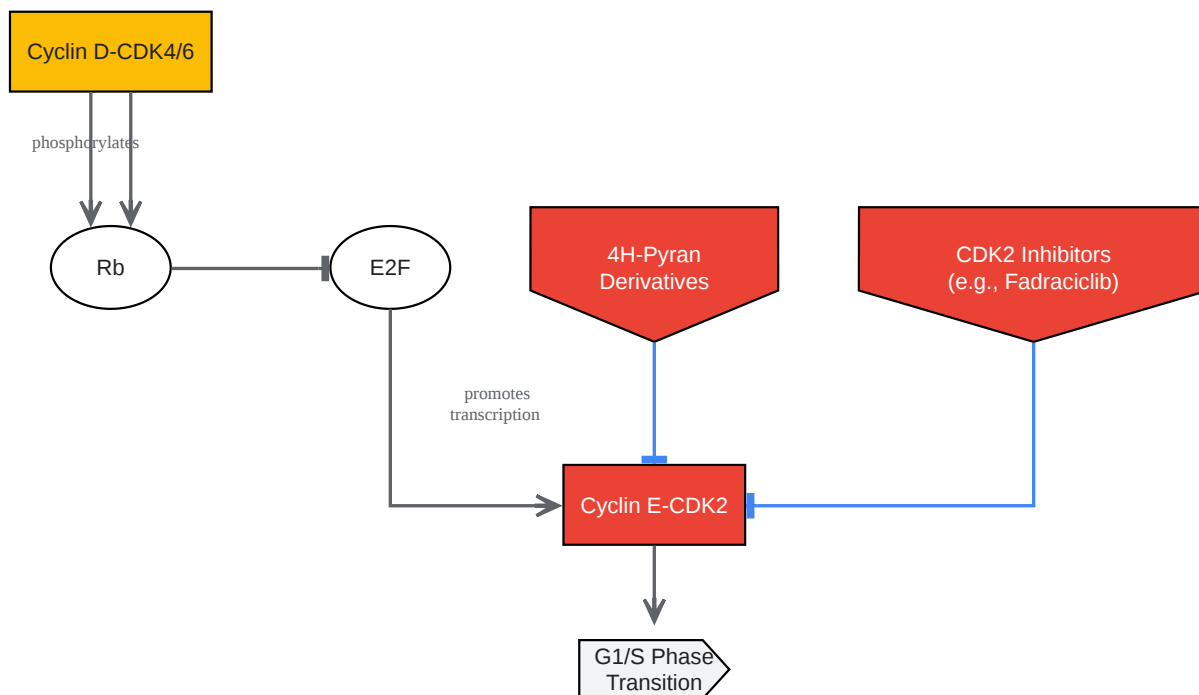 Cyclin D-CDK4/6
phosphorylates
Rb
E2F
4H-Pyran
Derivatives
CDK2 Inhibitors
(e.g., Fadraciclib)
promotes
transcription
Cyclin E-CDK2
G1/S Phase
Transition